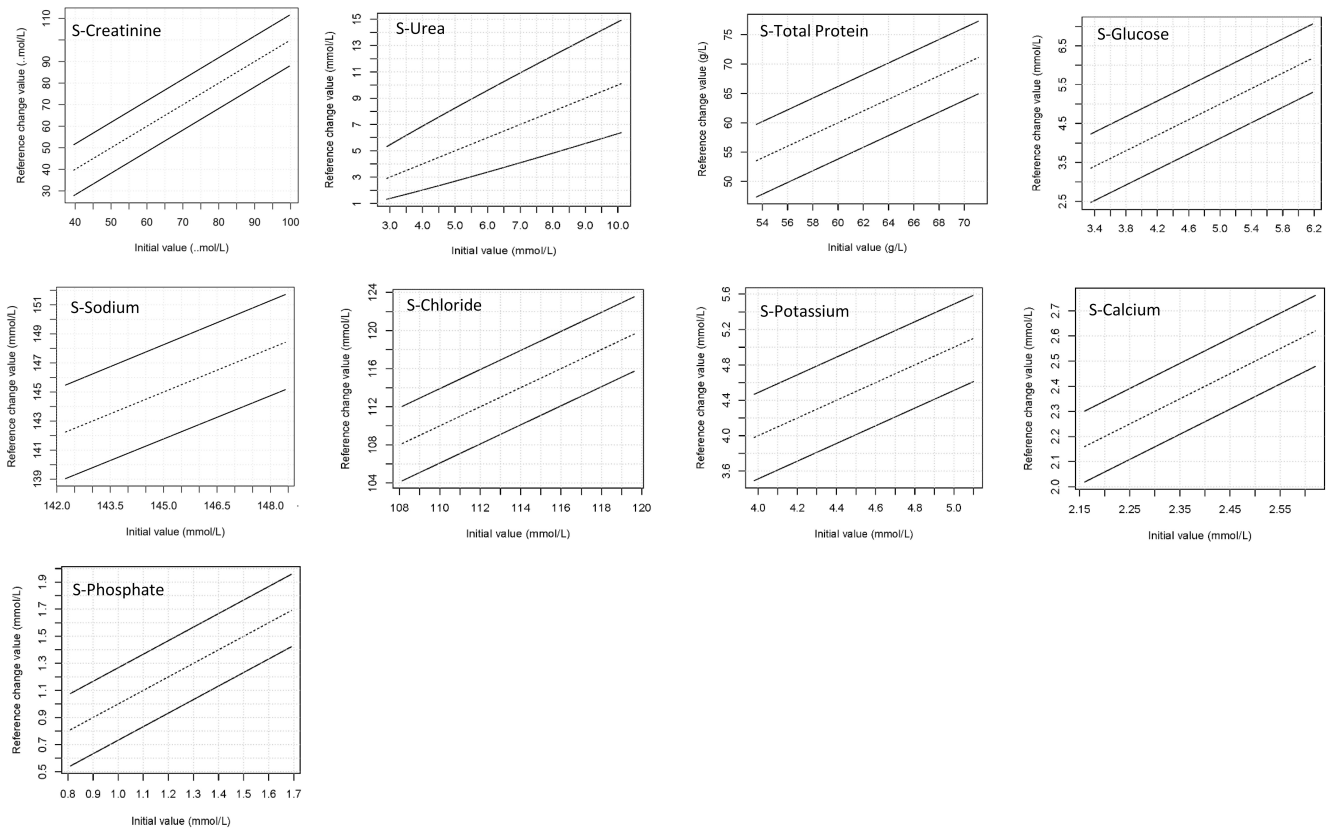 S-Creatinine
Reference change value (..mol/L)
110
90
80
70
60
50
40
30
40 50 60 70 80 90 100
Initial value (..mol/L)
S-Urea
Reference change value (mmol/L)
15
13
11
9
7
5
3
1
3.0 4.0 5.0 6.0 7.0 8.0 9.0 10.0
Initial value (mmol/L)
S-Total Protein
Reference change value (g/L)
75
70
65
60
55
50
54 56 58 60 62 64 66 68 70
Initial value (g/L)
S-Glucose
Reference change value (mmol/L)
6.5
5.5
4.5
3.5
2.5
3.4 3.8 4.2 4.6 5.0 5.4 5.8 6.2
Initial value (mmol/L)
S-Sodium
Reference change value (mmol/L)
151
149
147
145
143
141
139
142.0 143.5 145.0 146.5 148.0
Initial value (mmol/L)
S-Chloride
Reference change value (mmol/L)
124
120
116
112
108
104
108 110 112 114 116 118 120
Initial value (mmol/L)
S-Potassium
Reference change value (mmol/L)
5.6
5.2
4.8
4.4
4.0
3.6
4.0 4.2 4.4 4.6 4.8 5.0
Initial value (mmol/L)
S-Calcium
Reference change value (mmol/L)
2.7
2.6
2.5
2.4
2.3
2.2
2.1
2.0
2.15 2.25 2.35 2.45 2.55
Initial value (mmol/L)
S-Phosphate
Reference change value (mmol/L)
1.9
1.7
1.5
1.3
1.1
0.9
0.7
0.5
0.8 0.9 1.0 1.1 1.2 1.3 1.4 1.5 1.6 1.7
Initial value (mmol/L)